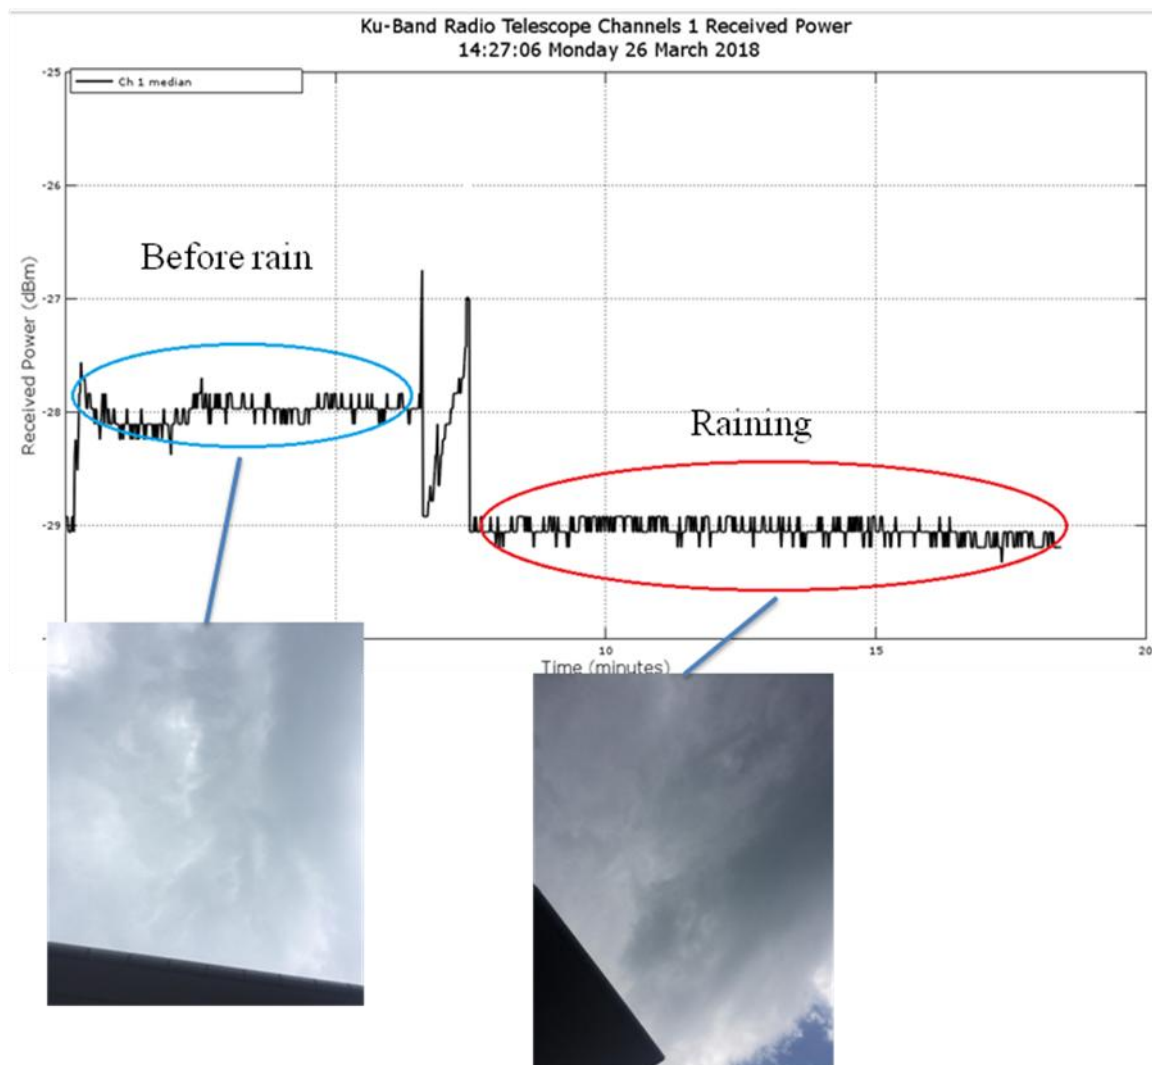 Ku-Band Radio Telescope Channels 1 Received Power
14:27:06 Monday 26 March 2018
-25
Ch 1 median
-26
Before rain
-27
Received Power (dBm)
-28
Raining
-29
10
15
20
Time (minutes)